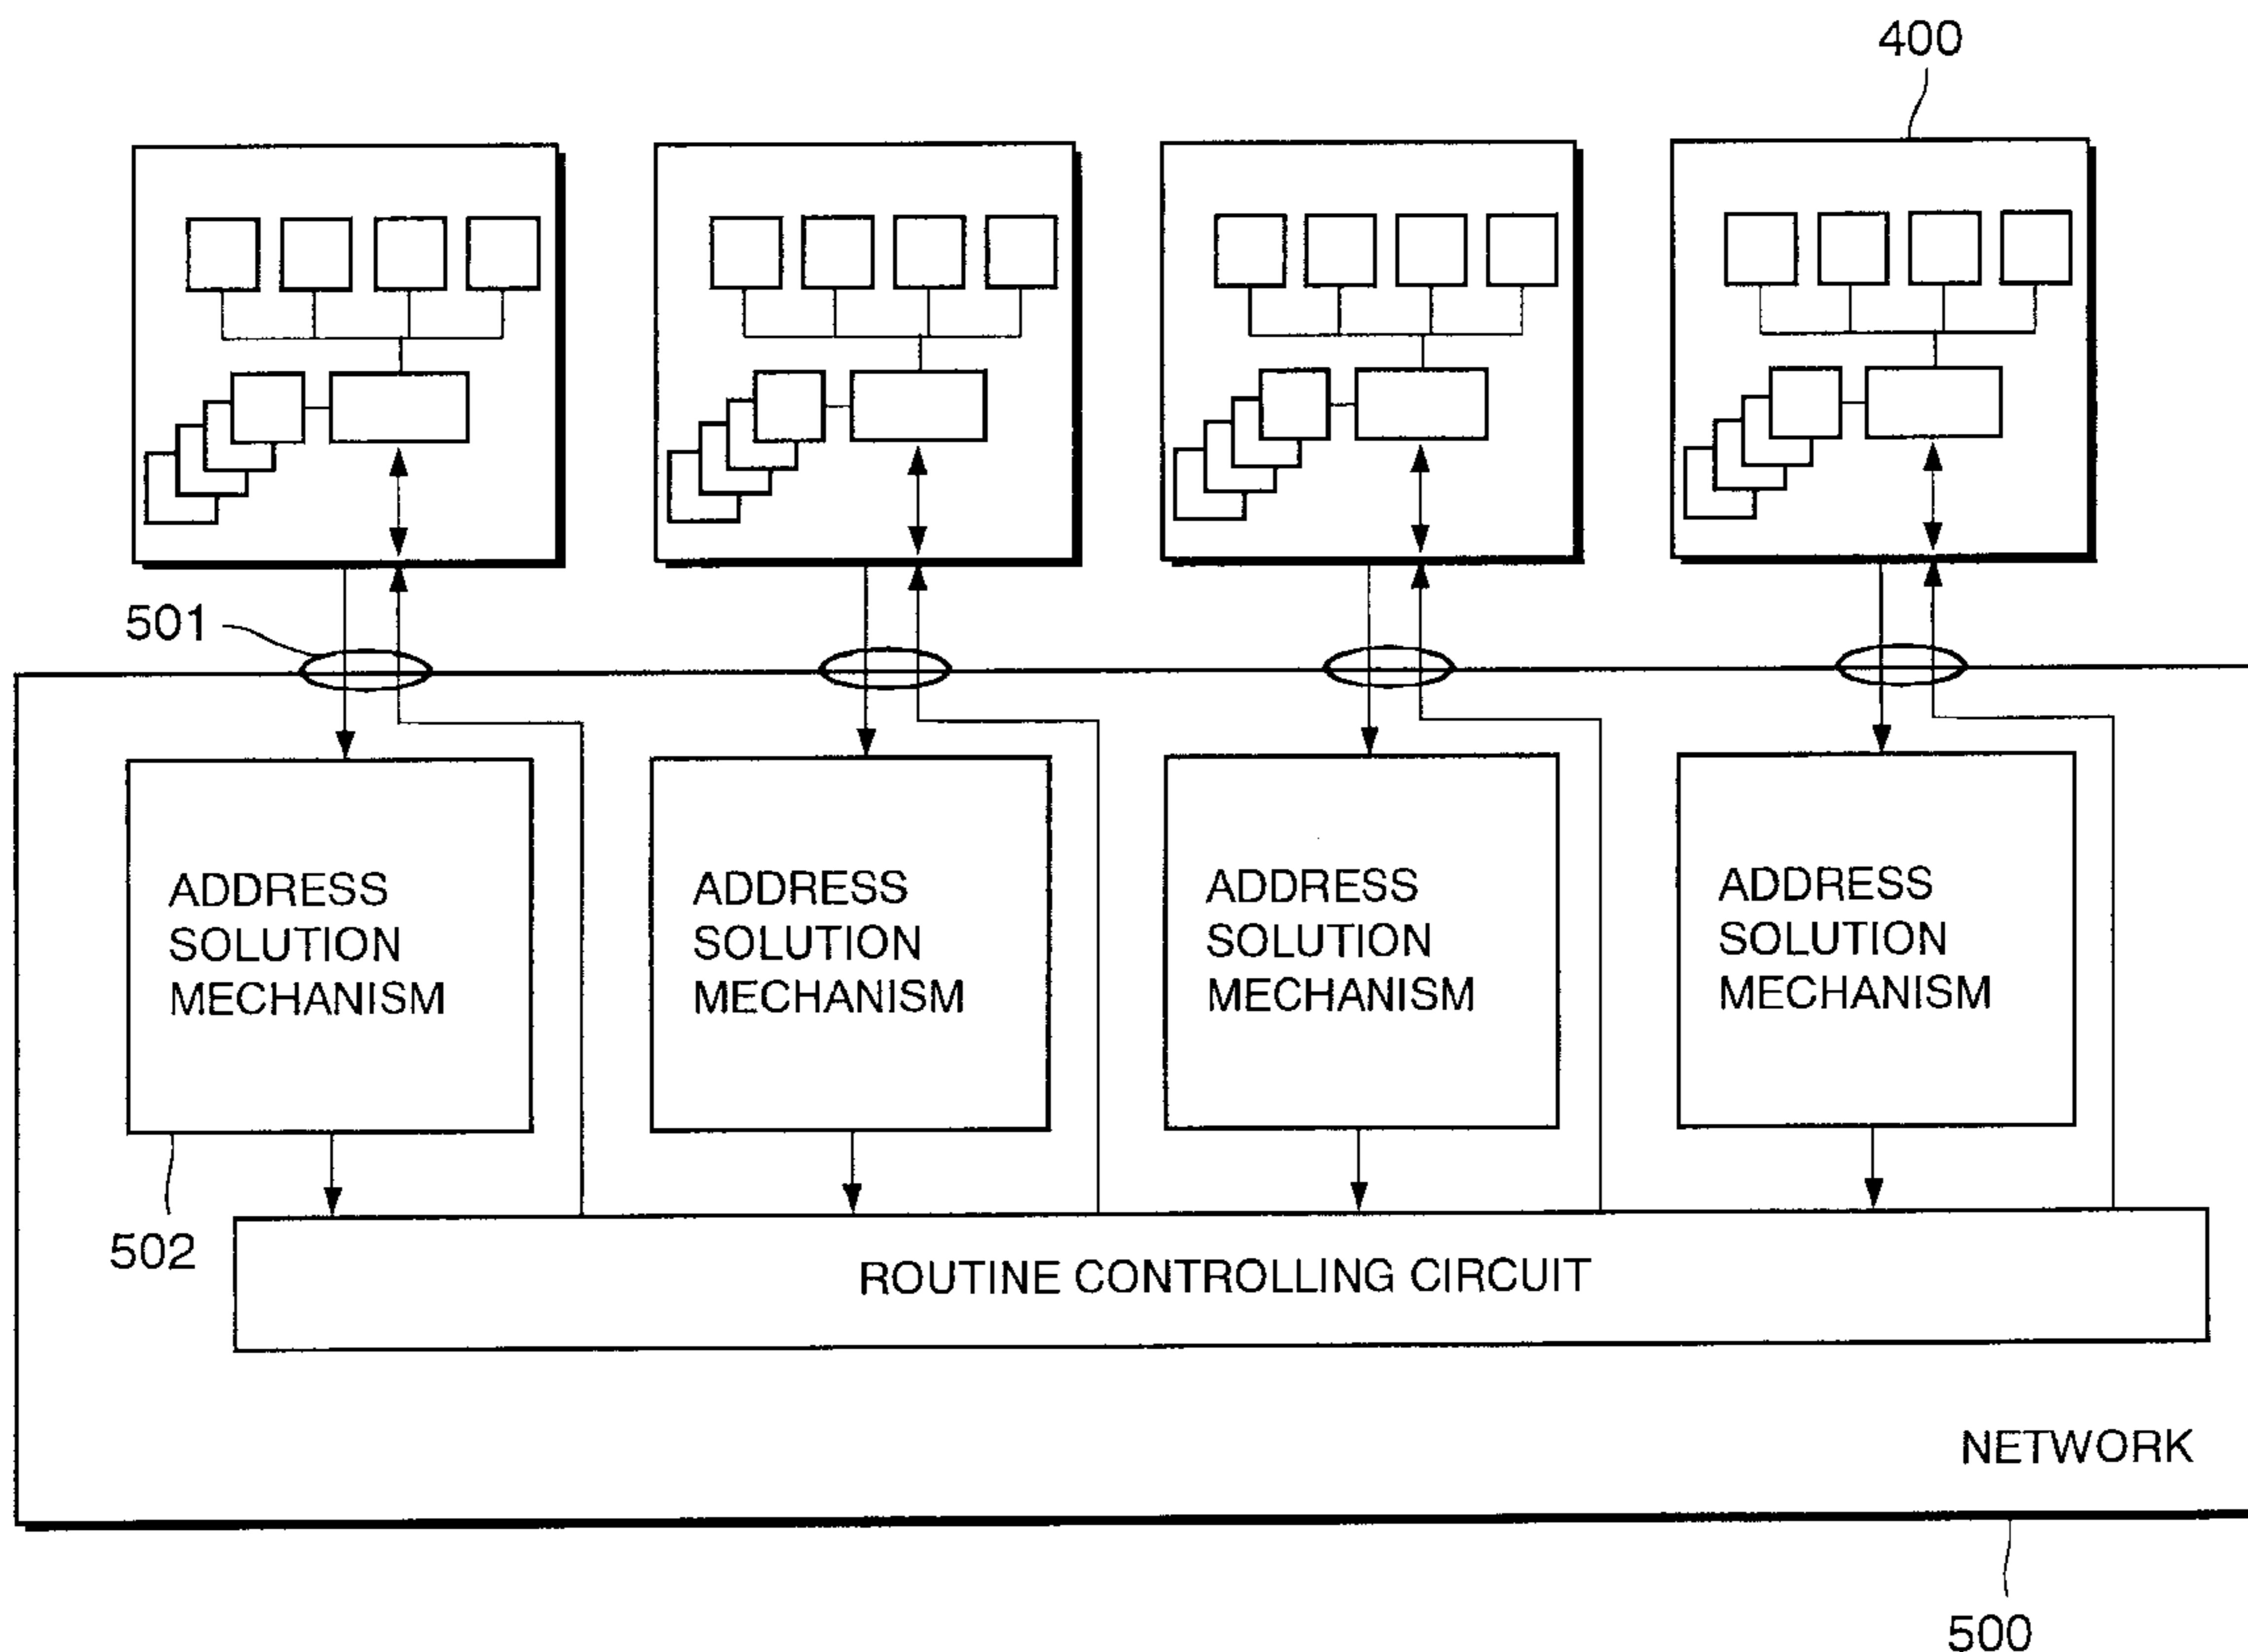 400
501
ADDRESS
SOLUTION
MECHANISM
ADDRESS
SOLUTION
MECHANISM
ADDRESS
SOLUTION
MECHANISM
ADDRESS
SOLUTION
MECHANISM
502
ROUTINE CONTROLLING CIRCUIT
NETWORK
500